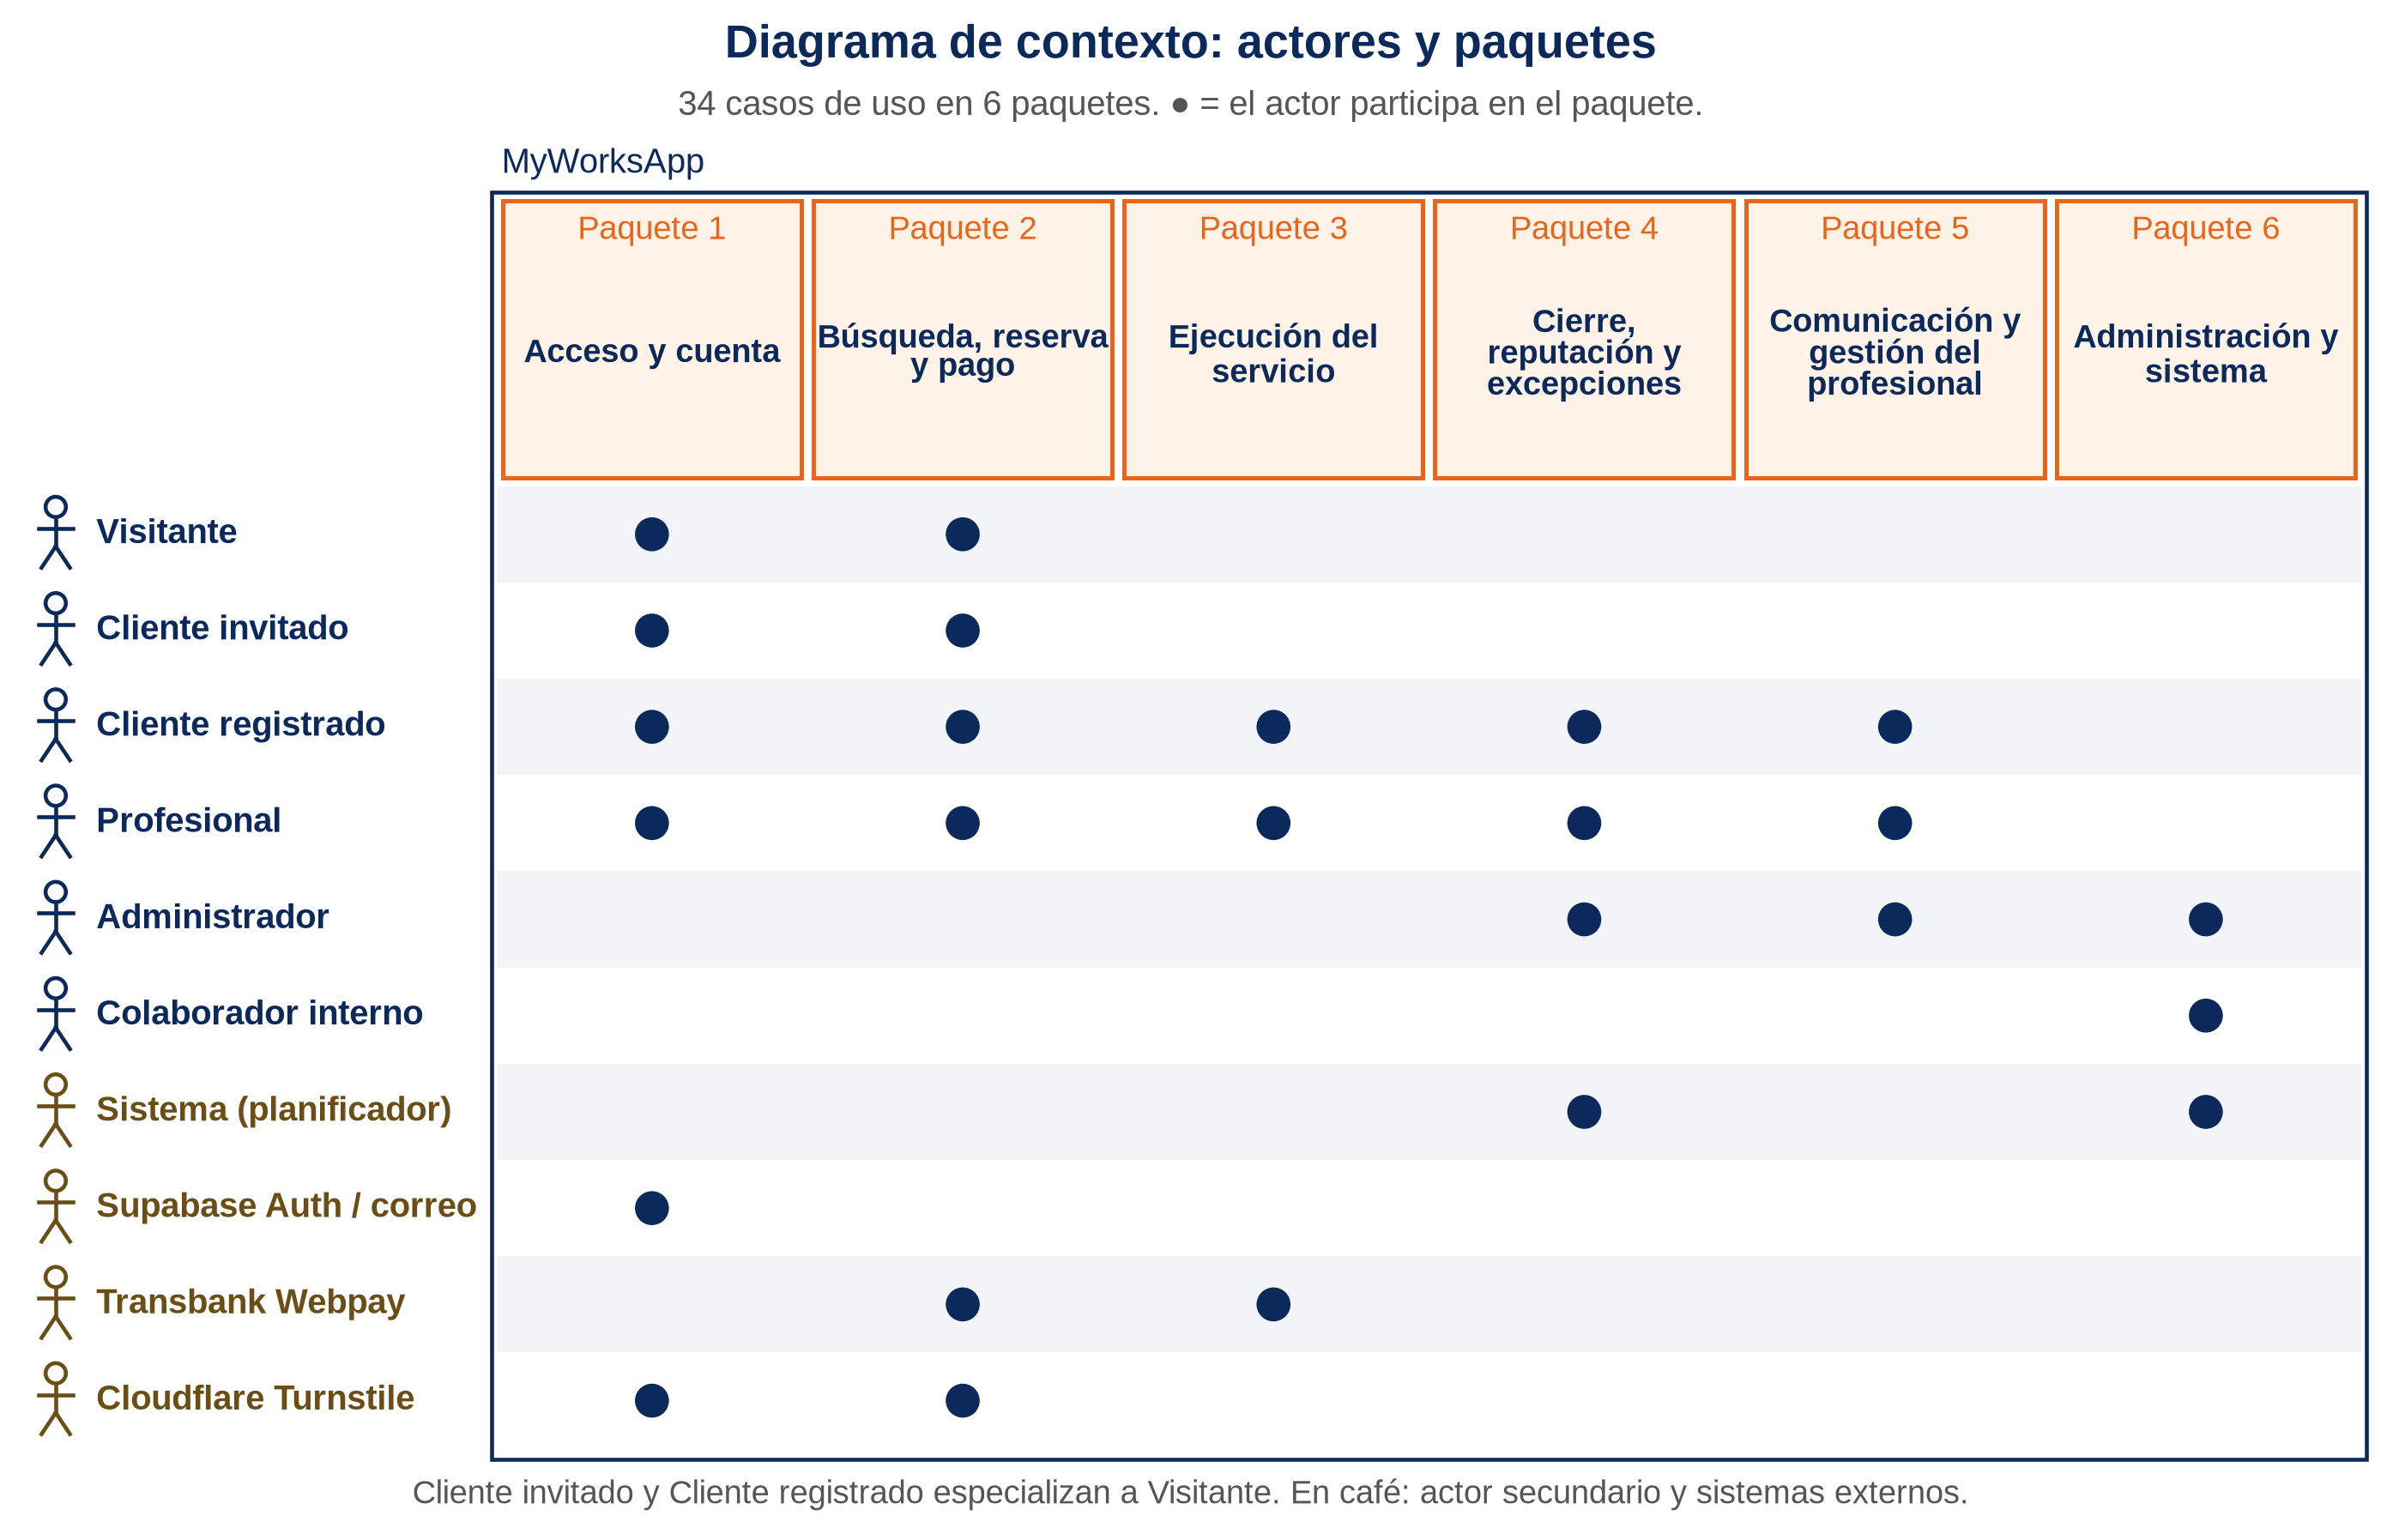 Diagrama de contexto: actores y paquetes
34 casos de uso en 6 paquetes. ● = el actor participa en el paquete.
MyWorksApp
Paquete 1
Acceso y cuenta
Paquete 2
Búsqueda, reserva
y pago
Paquete 3
Ejecución del
servicio
Paquete 4
Cierre,
reputación y
excepciones
Paquete 5
Comunicación y
gestión del
profesional
Paquete 6
Administración y
sistema
Visitante
Cliente invitado
Cliente registrado
Profesional
Administrador
Colaborador interno
Sistema (planificador)
Supabase Auth / correo
Transbank Webpay
Cloudflare Turnstile
Cliente invitado y Cliente registrado especializan a Visitante. En café: actor secundario y sistemas externos.